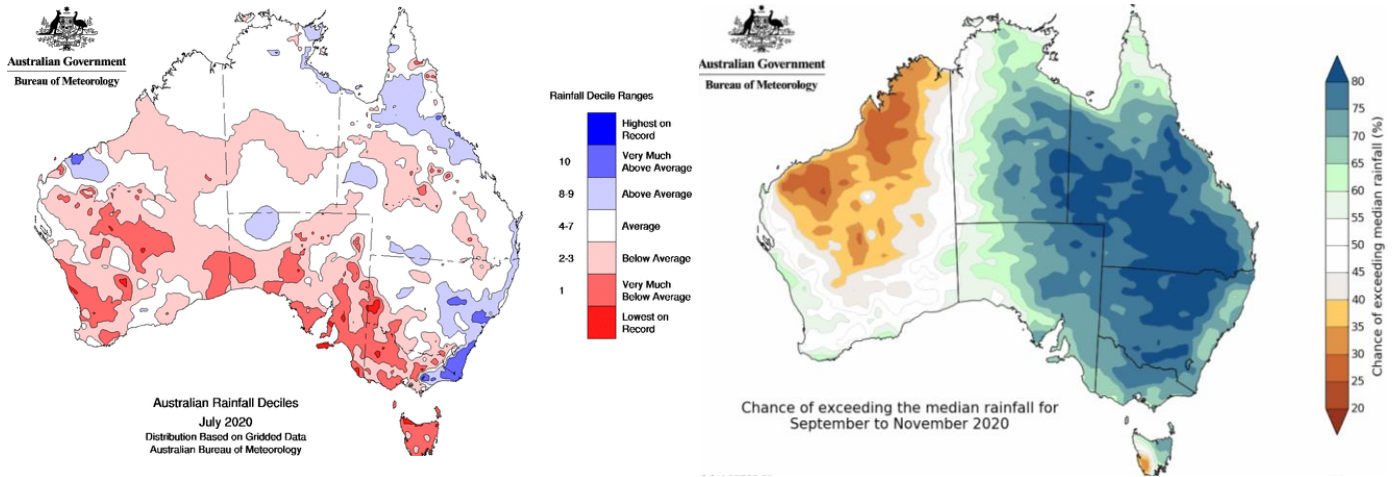 Australian Government
Bureau of Meteorology
Rainfall Decile Ranges
Highest on
Record
10
Very Much
Above Average
8-9
Above Average
4-7
Average
2-3
Below Average
1
Very Much
Below Average
Lowest on
Record
Australian Rainfall Deciles
July 2020
Distribution Based on Gridded Data
Australian Bureau of Meteorology
Australian Government
Bureau of Meteorology
80
75
70
65
60
55
50
45
40
35
30
25
20
Chance of exceeding median rainfall (%)
Chance of exceeding the median rainfall for
September to November 2020